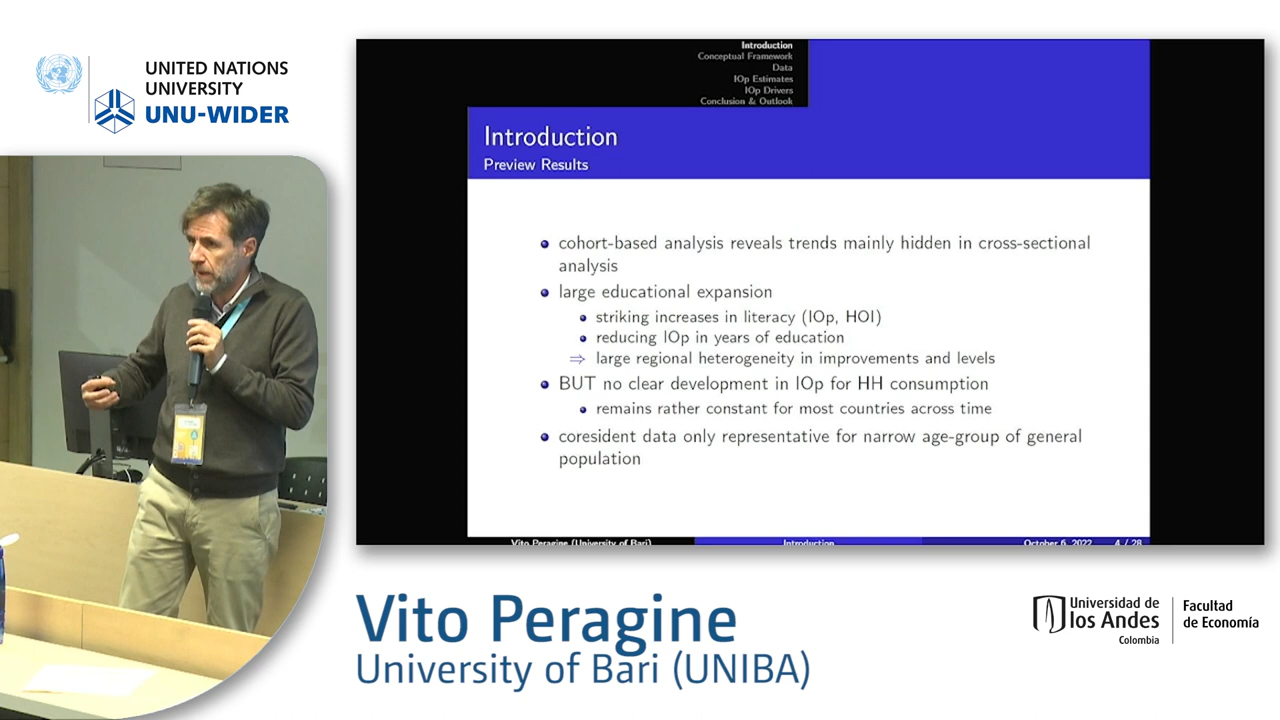 UNITED NATIONS
UNIVERSITY
UNU-WIDER
Introduction
Conceptual Framework
Data
IOp Estimates
IOp Drivers
Conclusion & Outlook
Introduction
Preview Results
cohort-based analysis reveals trends mainly hidden in cross-sectional
analysis
large educational expansion
striking increases in literacy (IOp, HOI)
reducing IOp in years of education
⇒ large regional heterogeneity in improvements and levels
BUT no clear development in IOp for HH consumption
remains rather constant for most countries across time
coresident data only representative for narrow age-group of general
population
Vito Peragine (University of Bari) Introduction October 6, 2022 4 / 28
Vito Peragine
University of Bari (UNIBA)
Universidad de
los Andes
Colombia
Facultad
de Economía